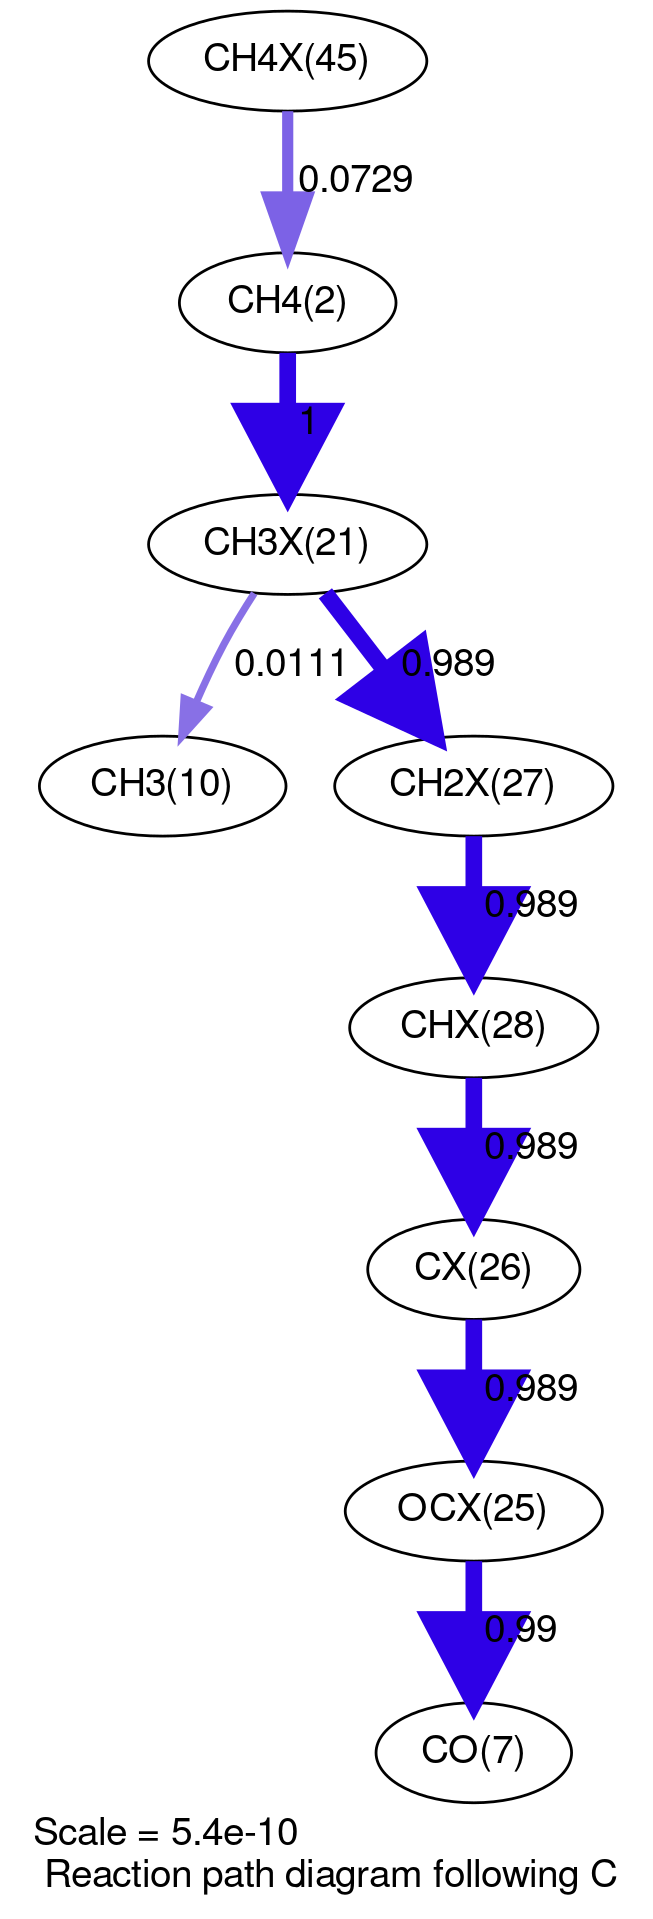 CH4X(45)
0.0729
CH4(2)
1
CH3X(21)
0.0111
0.989
CH3(10)
CH2X(27)
0.989
CHX(28)
0.989
CX(26)
0.989
OCX(25)
0.99
CO(7)
Scale = 5.4e-10
Reaction path diagram following C